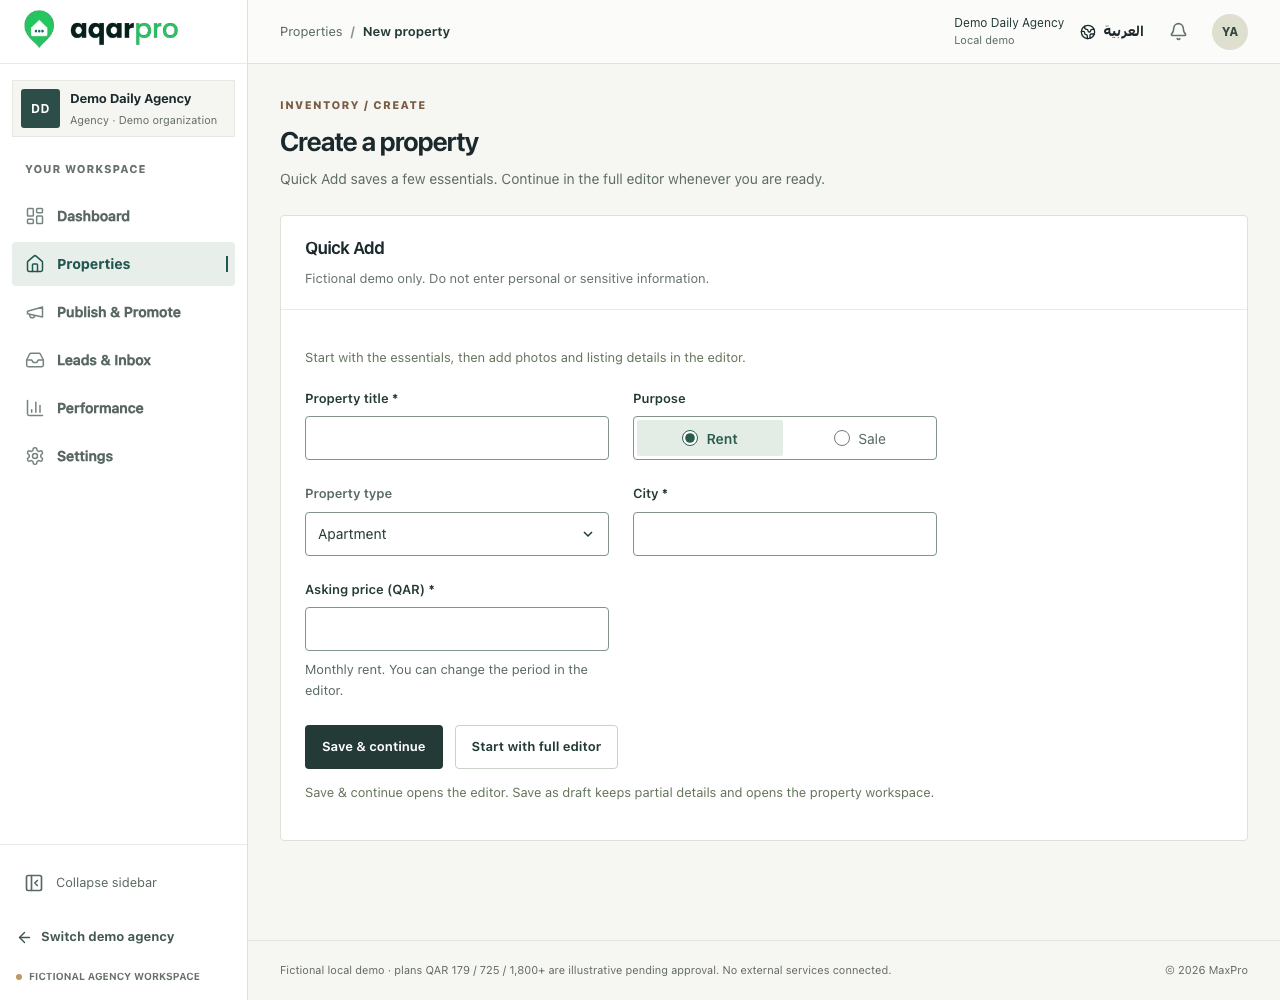 aqarpro
Properties / New property
Demo Daily Agency
Local demo
العربية
YA
DD
Demo Daily Agency
Agency · Demo organization
YOUR WORKSPACE
Dashboard
Properties
Publish & Promote
Leads & Inbox
Performance
Settings
Collapse sidebar
Switch demo agency
FICTIONAL AGENCY WORKSPACE
INVENTORY / CREATE
Create a property
Quick Add saves a few essentials. Continue in the full editor whenever you are ready.
Quick Add
Fictional demo only. Do not enter personal or sensitive information.
Start with the essentials, then add photos and listing details in the editor.
Property title *
Purpose
Rent
Sale
Property type
City *
Apartment
Asking price (QAR) *
Monthly rent. You can change the period in the
editor.
Save & continue
Start with full editor
Save & continue opens the editor. Save as draft keeps partial details and opens the property workspace.
Fictional local demo · plans QAR 179 / 725 / 1,800+ are illustrative pending approval. No external services connected.
© 2026 MaxPro